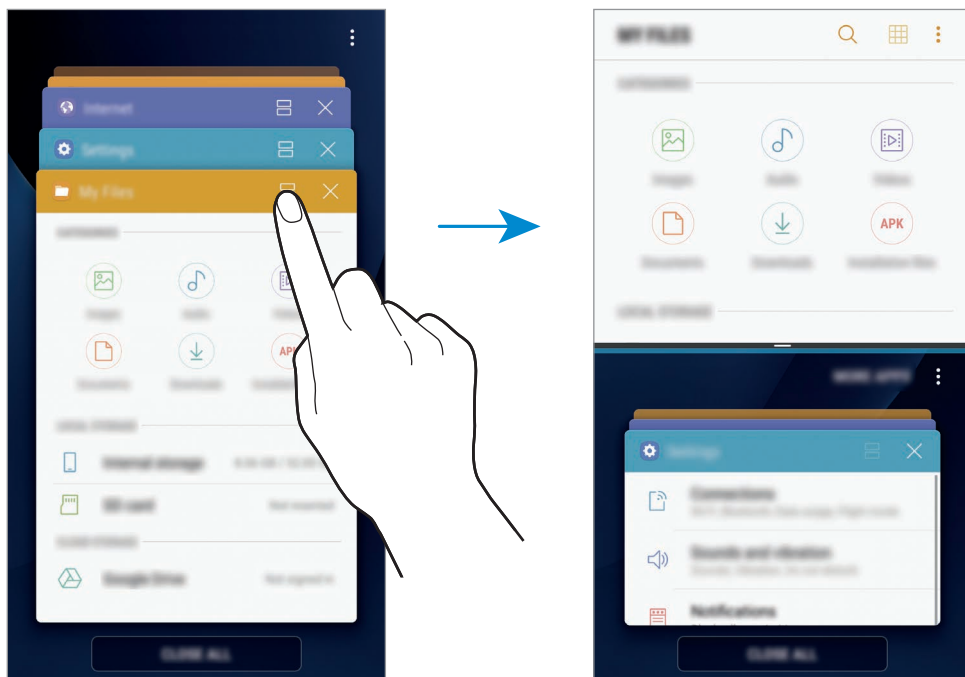 Internet
Settings
My Files
CATEGORIES
Images
Audio
Documents
Downloads
APK
LOCAL STORAGE
Internal storage
SD card
Not inserted
CLOUD STORAGE
Google Drive
Not signed in
CLOSE ALL
MY FILES
CATEGORIES
Images
Audio
Videos
Documents
Downloads
APK
Installation files
LOCAL STORAGE
MORE APPS
Settings
Connections
Sounds and vibration
Notifications
CLOSE ALL